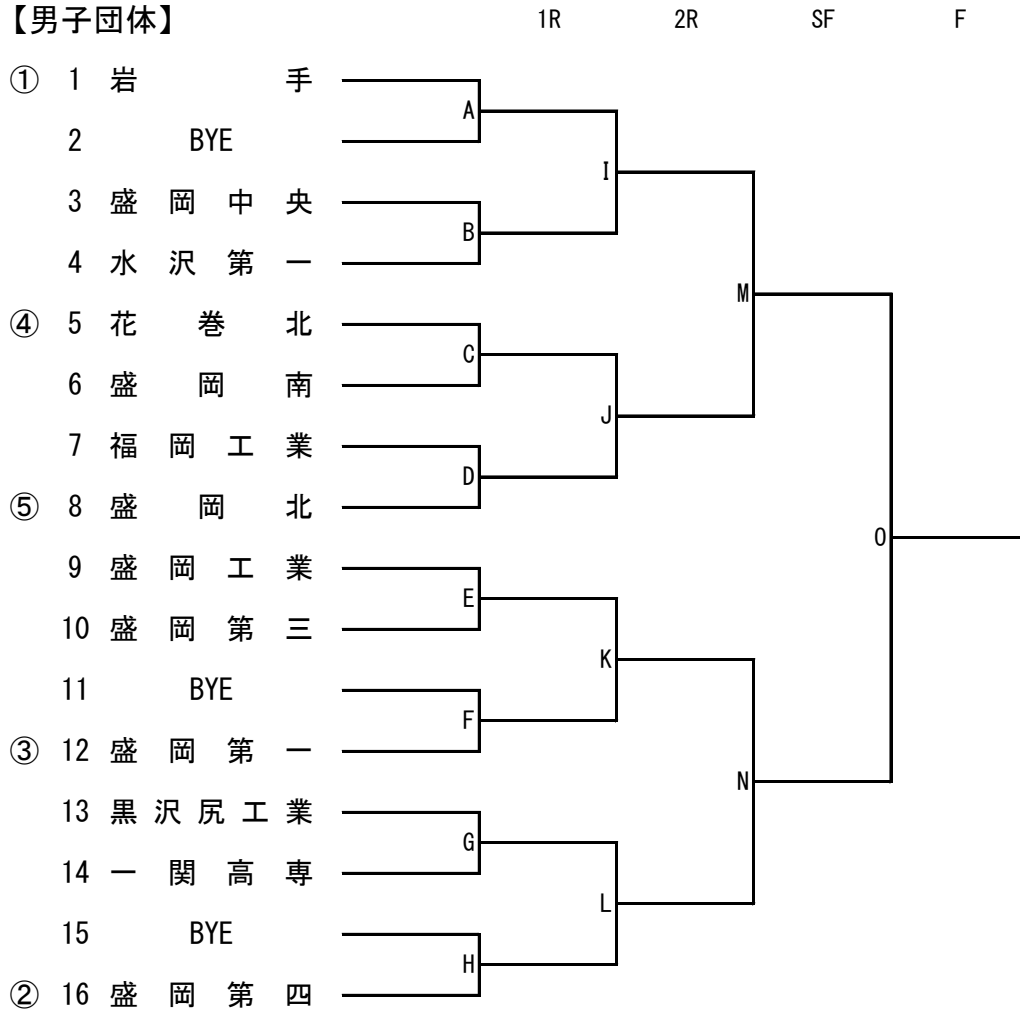 【男子団体】 1R 2R SF F
① 1 岩手
A
2 BYE
I
3 盛岡中央
B
4 水沢第一
M
④ 5 花巻北
C
6 盛岡南
J
7 福岡工業
D
⑤ 8 盛岡北
O
9 盛岡工業
E
10 盛岡第三
K
11 BYE
F
③ 12 盛岡第一
N
13 黒沢尻工業
G
14 一関高専
L
15 BYE
H
② 16 盛岡第四